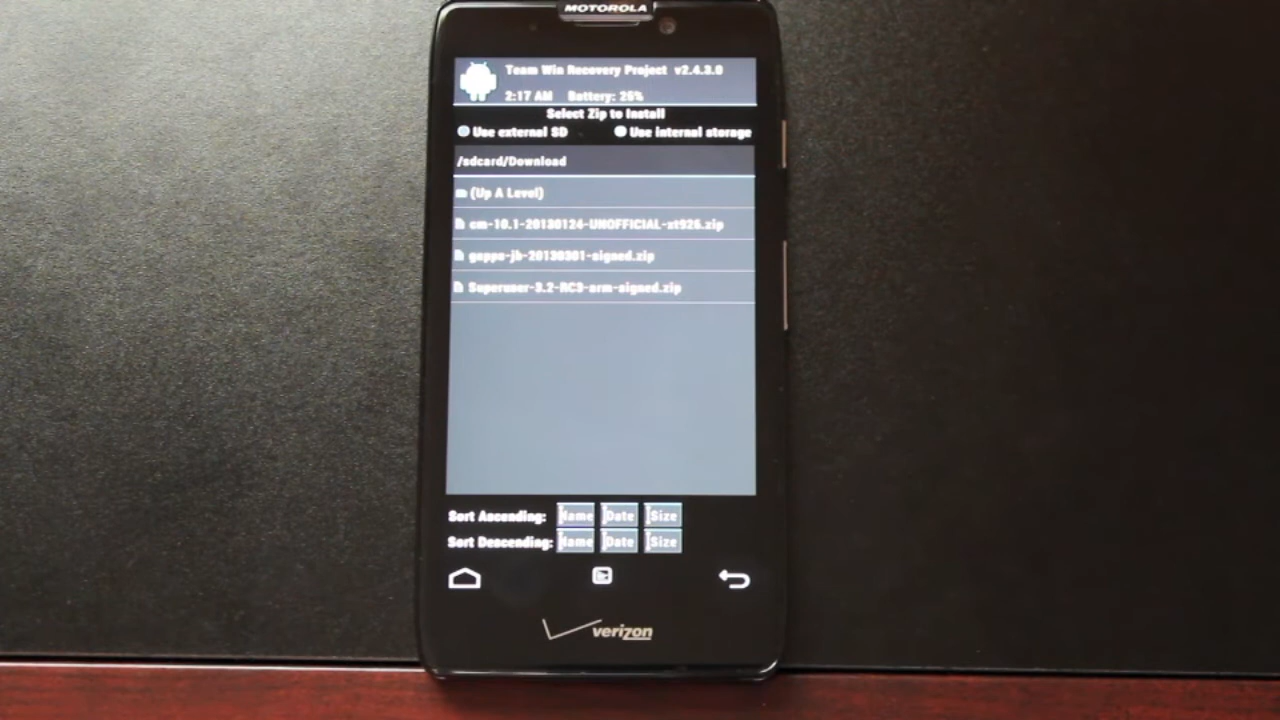 MOTOROLA
Team Win Recovery Project v2.4.3.0
2:17 AM Battery: 25%
Select Zip to Install
Use external SD Use internal storage
/sdcard/Download
(Up A Level)
cm-10.1-20130124-UNOFFICIAL-xt926.zip
gapps-jb-20130301-signed.zip
Superuser-3.2-RC3-arm-signed.zip
Sort Ascending: Name Date Size
Sort Descending: Name Date Size
verizon